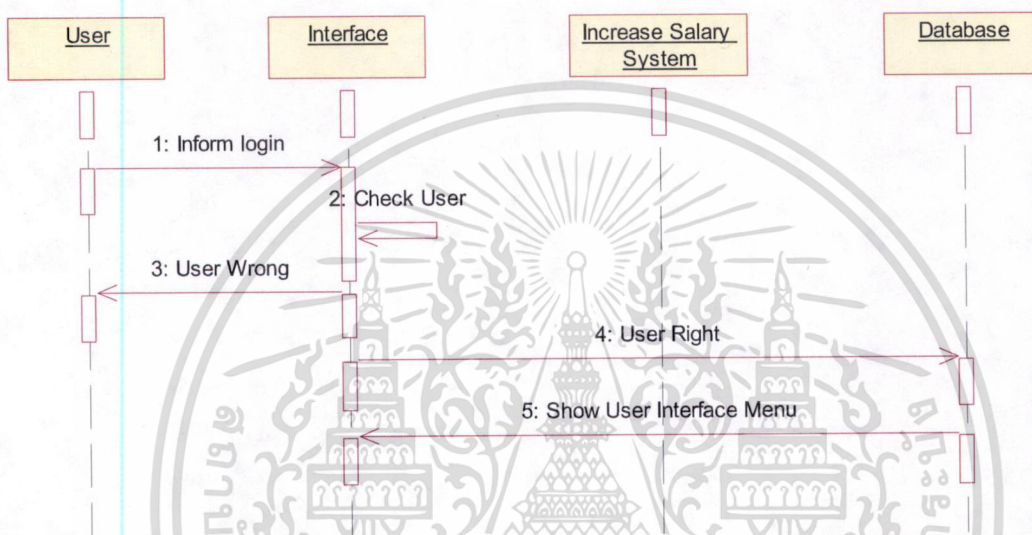 User
Interface
Increase Salary
System
Database
1: Inform login
2: Check User
3: User Wrong
4: User Right
5: Show User Interface Menu